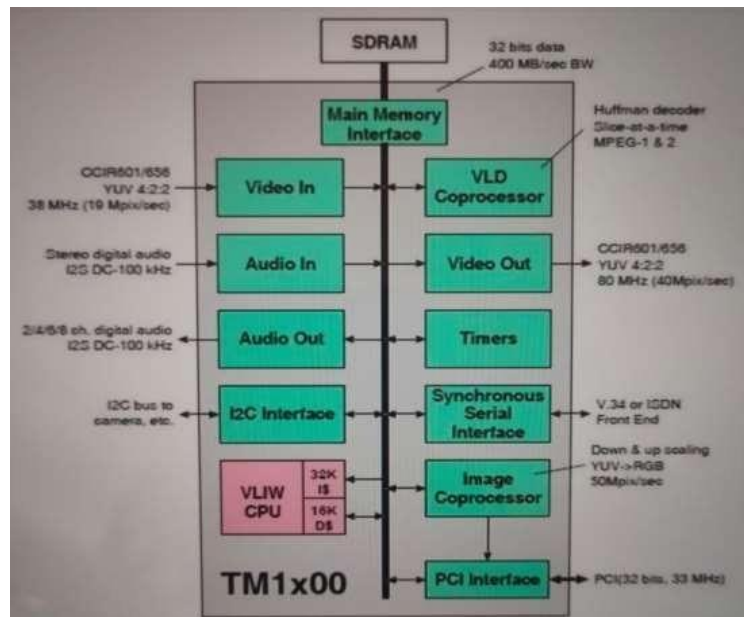 SDRAM
32 bits data
400 MB/sec BW
Main Memory
Interface
Huffman decoder
Slice-at-a-time
MPEG-1 & 2
CCIR601/656
YUV 4:2:2
38 MHz (19 Mpix/sec)
Video In
VLD
Coprocessor
Stereo digital audio
I2S DC-100 kHz
Audio In
Video Out
CCIR601/656
YUV 4:2:2
80 MHz (40Mpix/sec)
2/4/6/8 ch. digital audio
I2S DC-100 kHz
Audio Out
Timers
I2C bus to
camera, etc.
I2C Interface
Synchronous
Serial
Interface
V.34 or ISDN
Front End
Down & up scaling
YUV->RGB
50Mpix/sec
VLIW
CPU
32K
I$
16K
D$
Image
Coprocessor
TM1x00
PCI Interface
PCI(32 bits, 33 MHz)